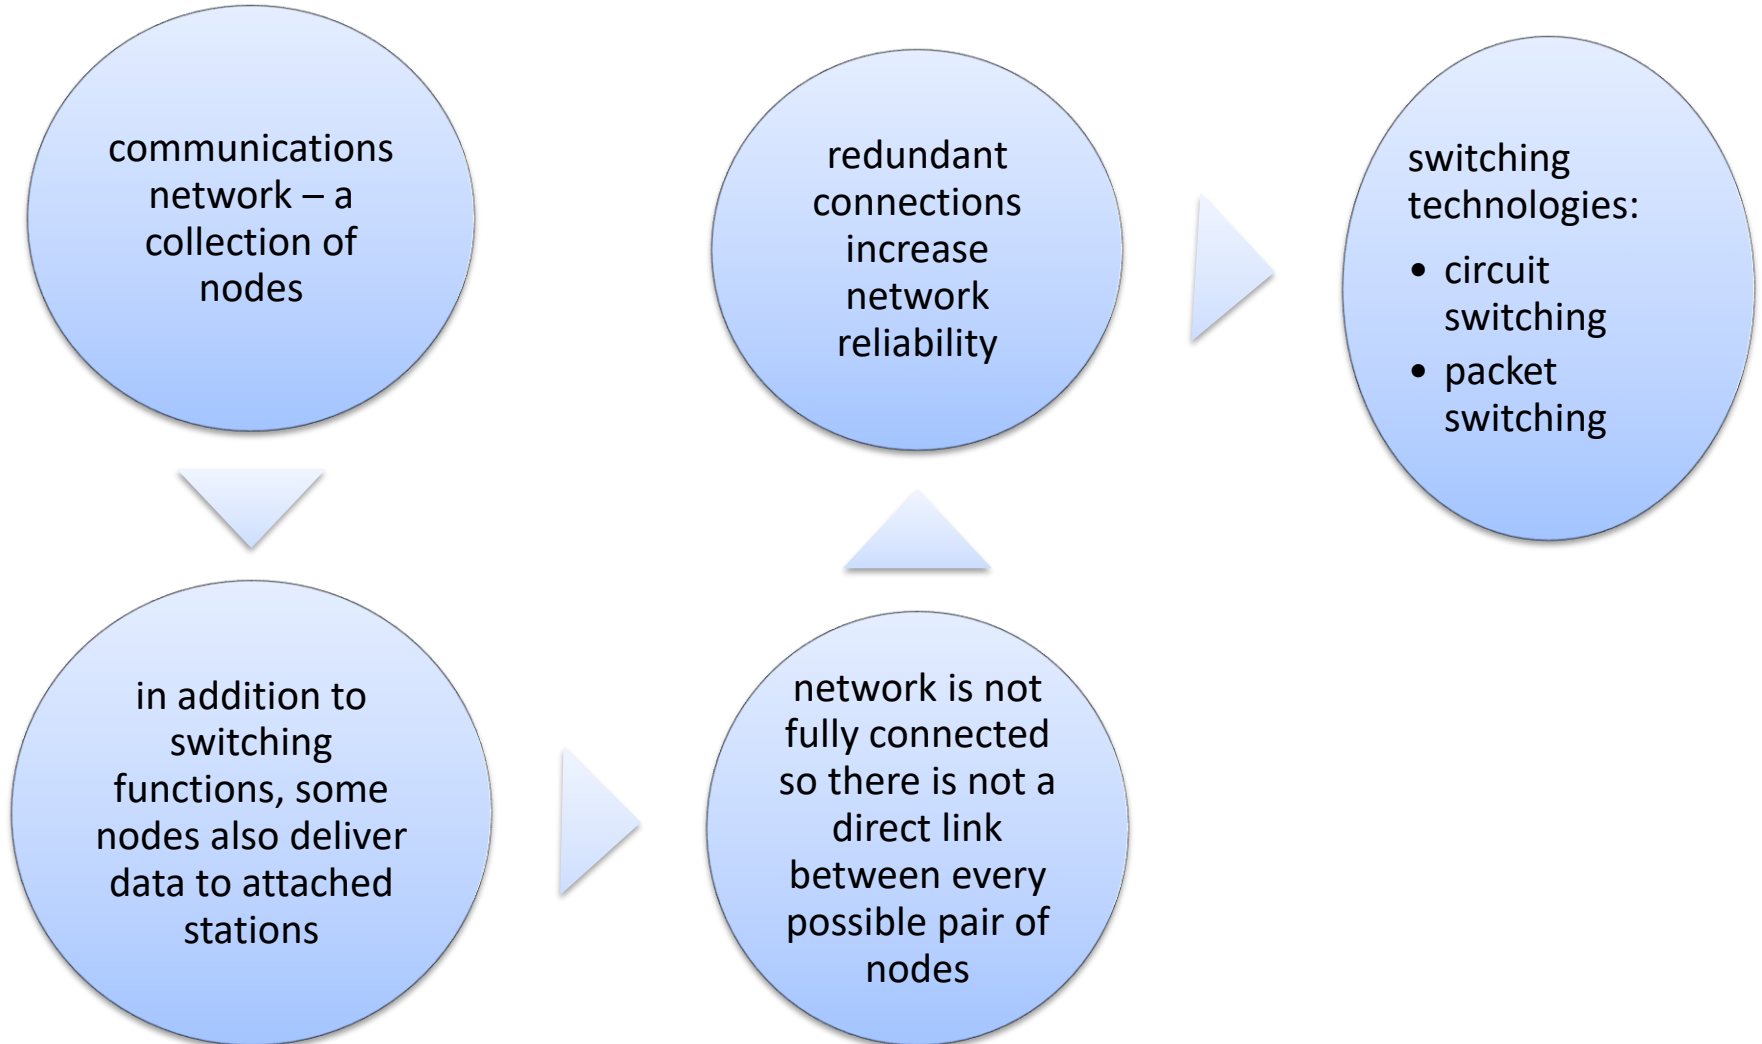 communications
network – a
collection of
nodes
in addition to
switching
functions, some
nodes also deliver
data to attached
stations
network is not
fully connected
so there is not a
direct link
between every
possible pair of
nodes
redundant
connections
increase
network
reliability
switching
technologies:
• circuit
switching
• packet
switching